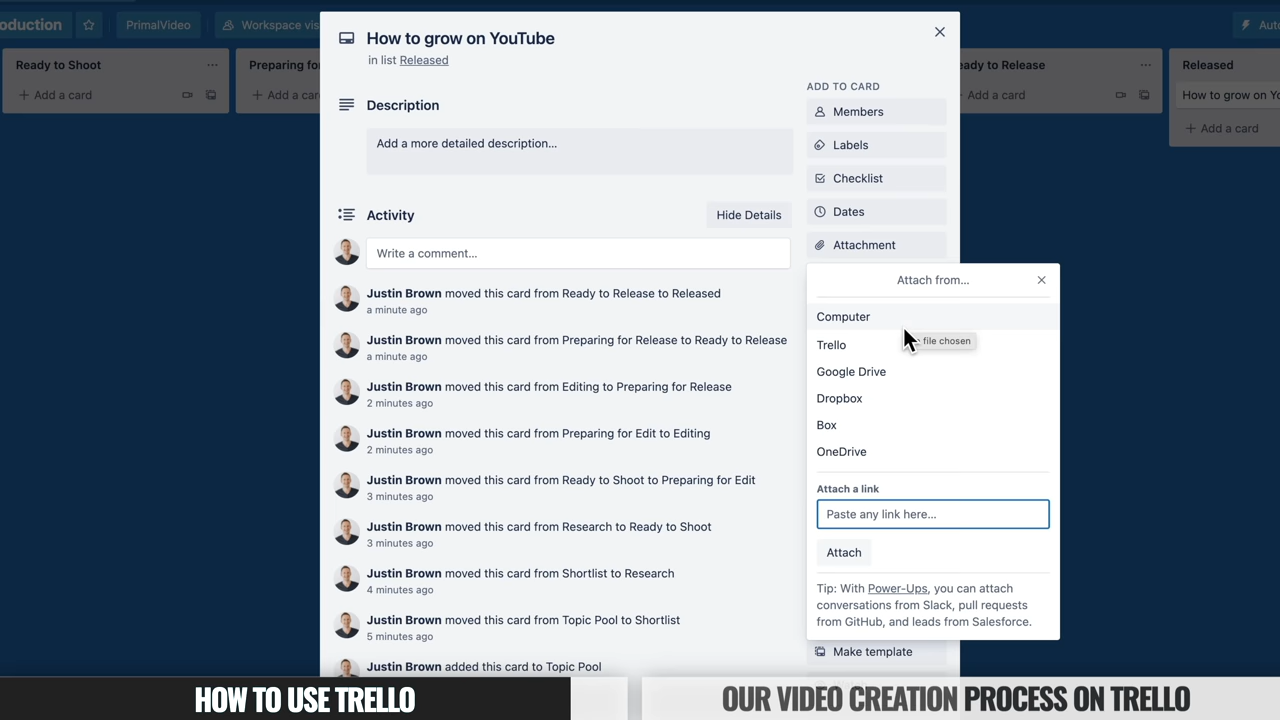 oduction
PrimalVideo
Workspace vis
Auto
Ready to Shoot
Add a card
Preparing fo
Add a car
eady to Release
Add a card
Released
How to grow on Yo
Add a card
How to grow on YouTube
in list Released
Description
Add a more detailed description...
Activity
Hide Details
Write a comment...
Justin Brown moved this card from Ready to Release to Released
a minute ago
Justin Brown moved this card from Preparing for Release to Ready to Release
a minute ago
Justin Brown moved this card from Editing to Preparing for Release
2 minutes ago
Justin Brown moved this card from Preparing for Edit to Editing
2 minutes ago
Justin Brown moved this card from Ready to Shoot to Preparing for Edit
3 minutes ago
Justin Brown moved this card from Research to Ready to Shoot
3 minutes ago
Justin Brown moved this card from Shortlist to Research
4 minutes ago
Justin Brown moved this card from Topic Pool to Shortlist
5 minutes ago
Justin Brown added this card to Topic Pool
ADD TO CARD
Members
Labels
Checklist
Dates
Attachment
Attach from...
Computer
file chosen
Trello
Google Drive
Dropbox
Box
OneDrive
Attach a link
Paste any link here...
Attach
Tip: With Power-Ups, you can attach
conversations from Slack, pull requests
from GitHub, and leads from Salesforce.
Make template
HOW TO USE TRELLO
OUR VIDEO CREATION PROCESS ON TRELLO